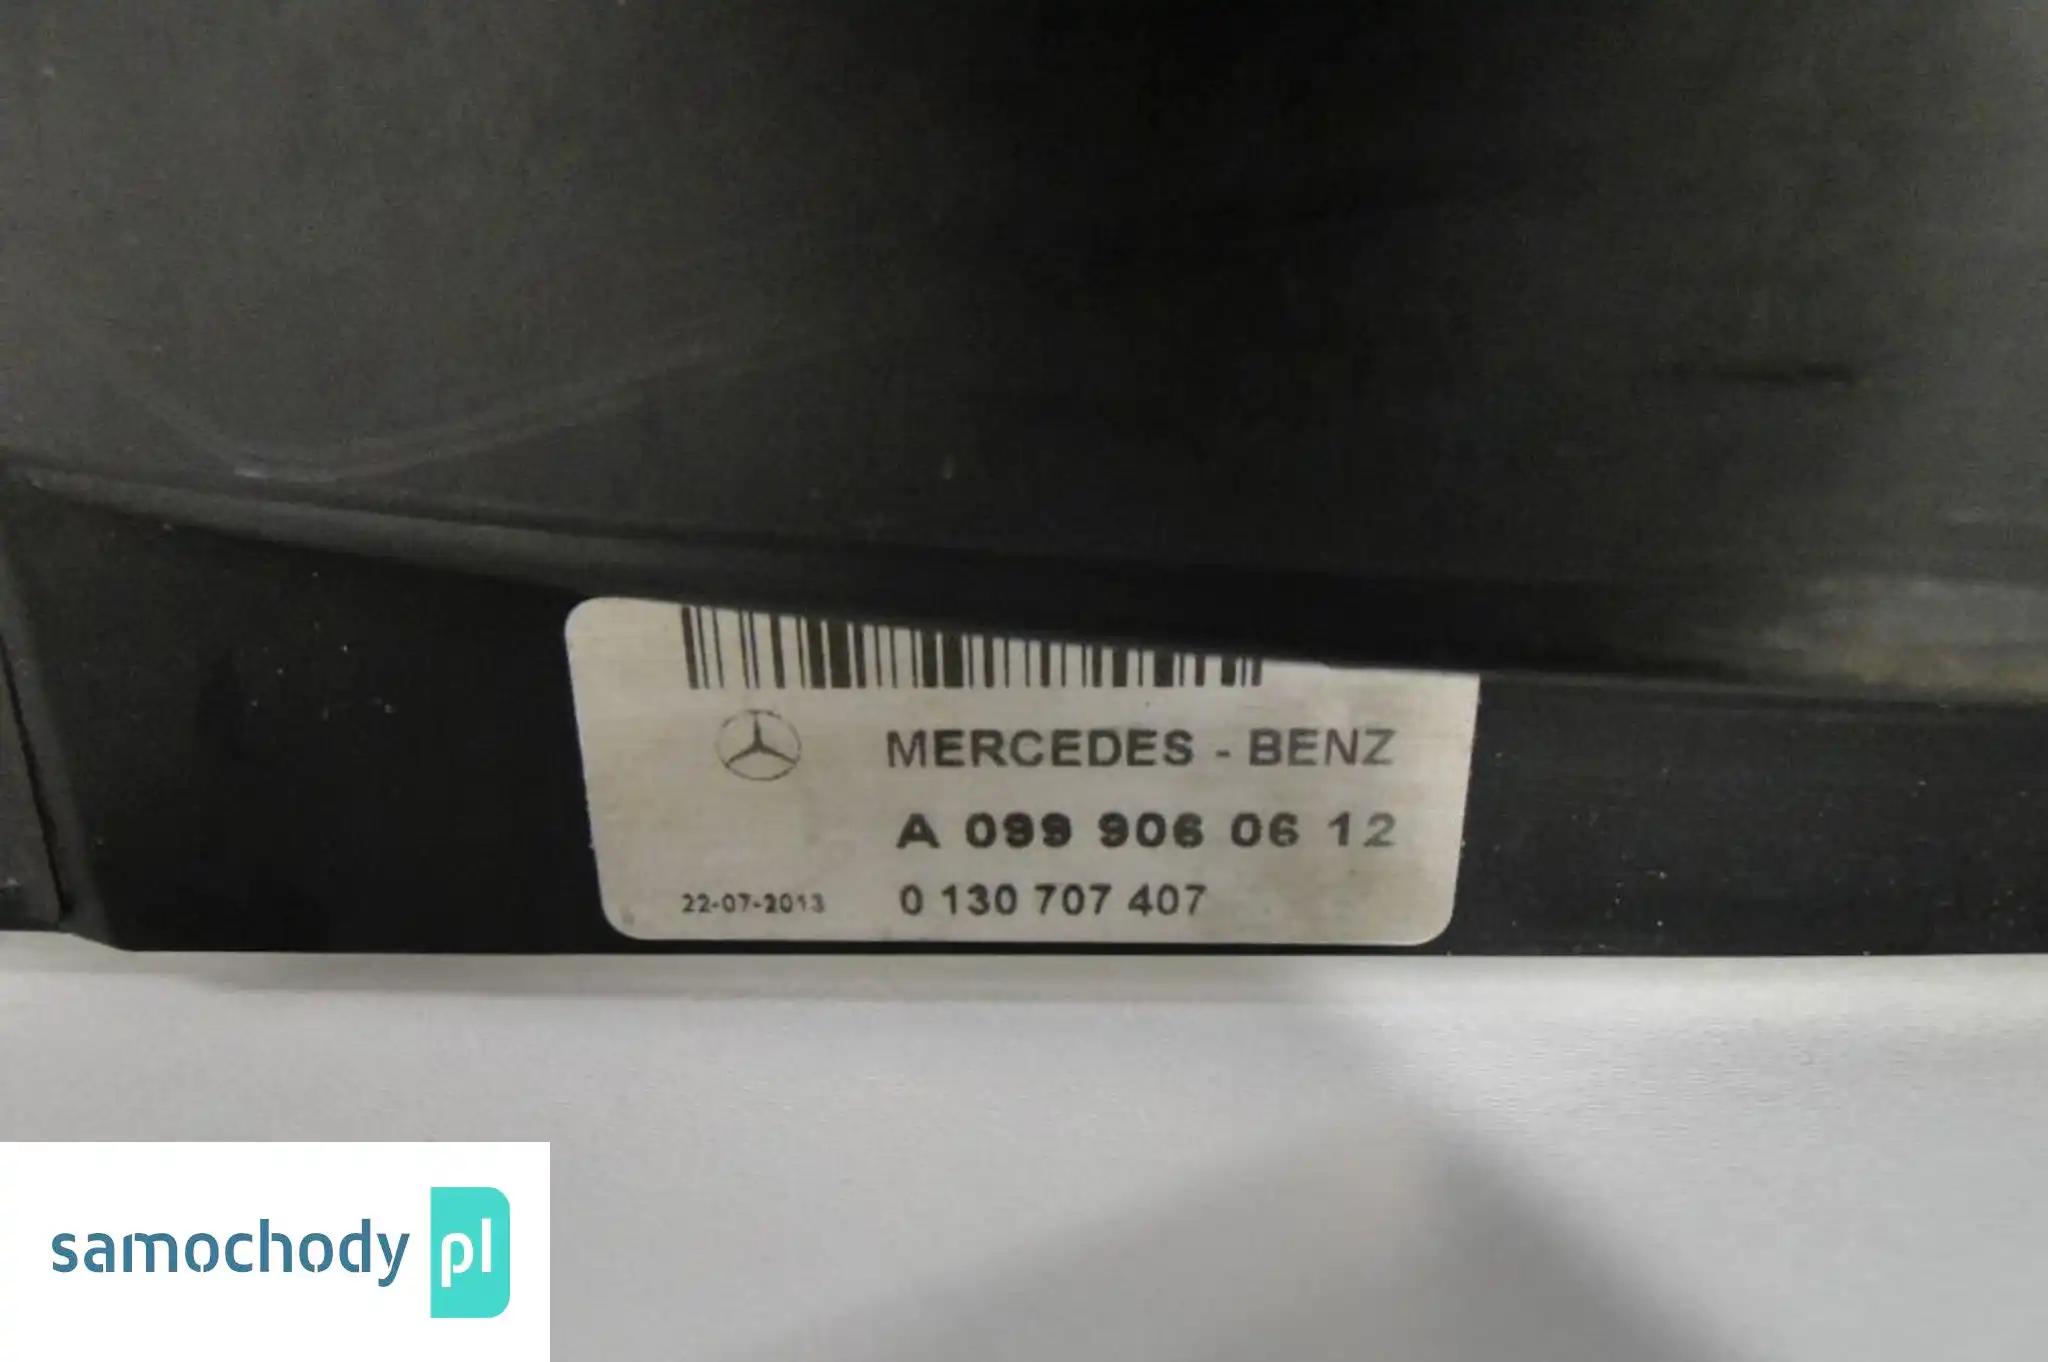 MERCEDES - BENZ
A 099 906 06 12
22-07-2013 0 130 707 407
samochody pl